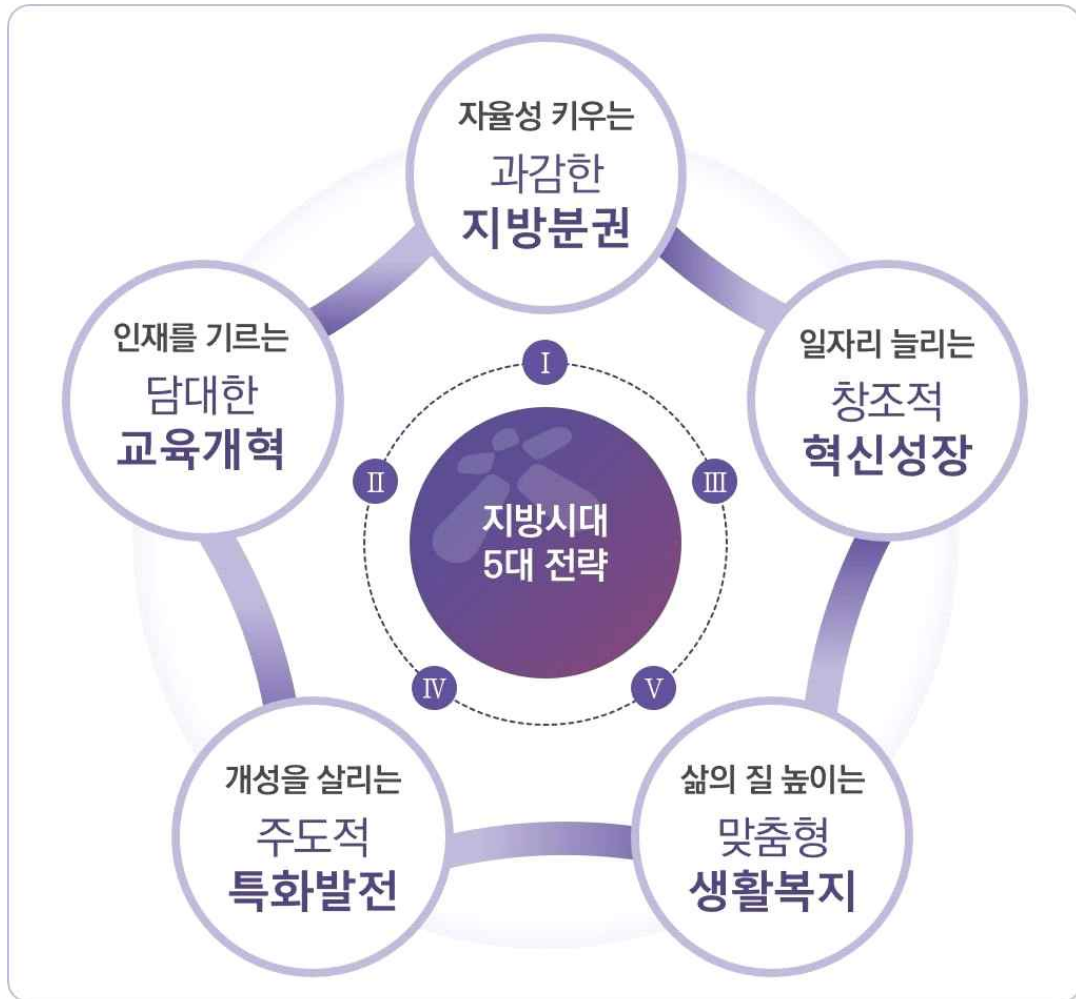 자율성 키우는
과감한
지방분권
인재를 기르는
담대한
교육개혁
일자리 늘리는
창조적
혁신성장
Ⅰ
Ⅱ
Ⅲ
지방시대
5대 전략
Ⅳ
Ⅴ
개성을 살리는
주도적
특화발전
삶의 질 높이는
맞춤형
생활복지